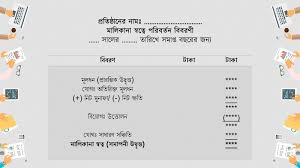 প্রতিষ্ঠানের নামঃ ..............................
মালিকানা স্বত্বে পরিবর্তন বিবরণী
..... সালের ......... তারিখে সমাপ্ত বছরের জন্য
বিবরণ টাকা টাকা
মূলধন (প্রারম্ভিক উদ্বৃত্ত) ****
যোগঃ অতিরিক্ত মূলধন ****
(+) নিট মুনাফা/ (-) নিট ক্ষতি ****
****
বিয়োগঃ উত্তোলন ****
****
যোগঃ সাধারণ সঞ্চিতি ****
মালিকানা স্বত্ব (সমাপনী উদ্বৃত্ত) ****